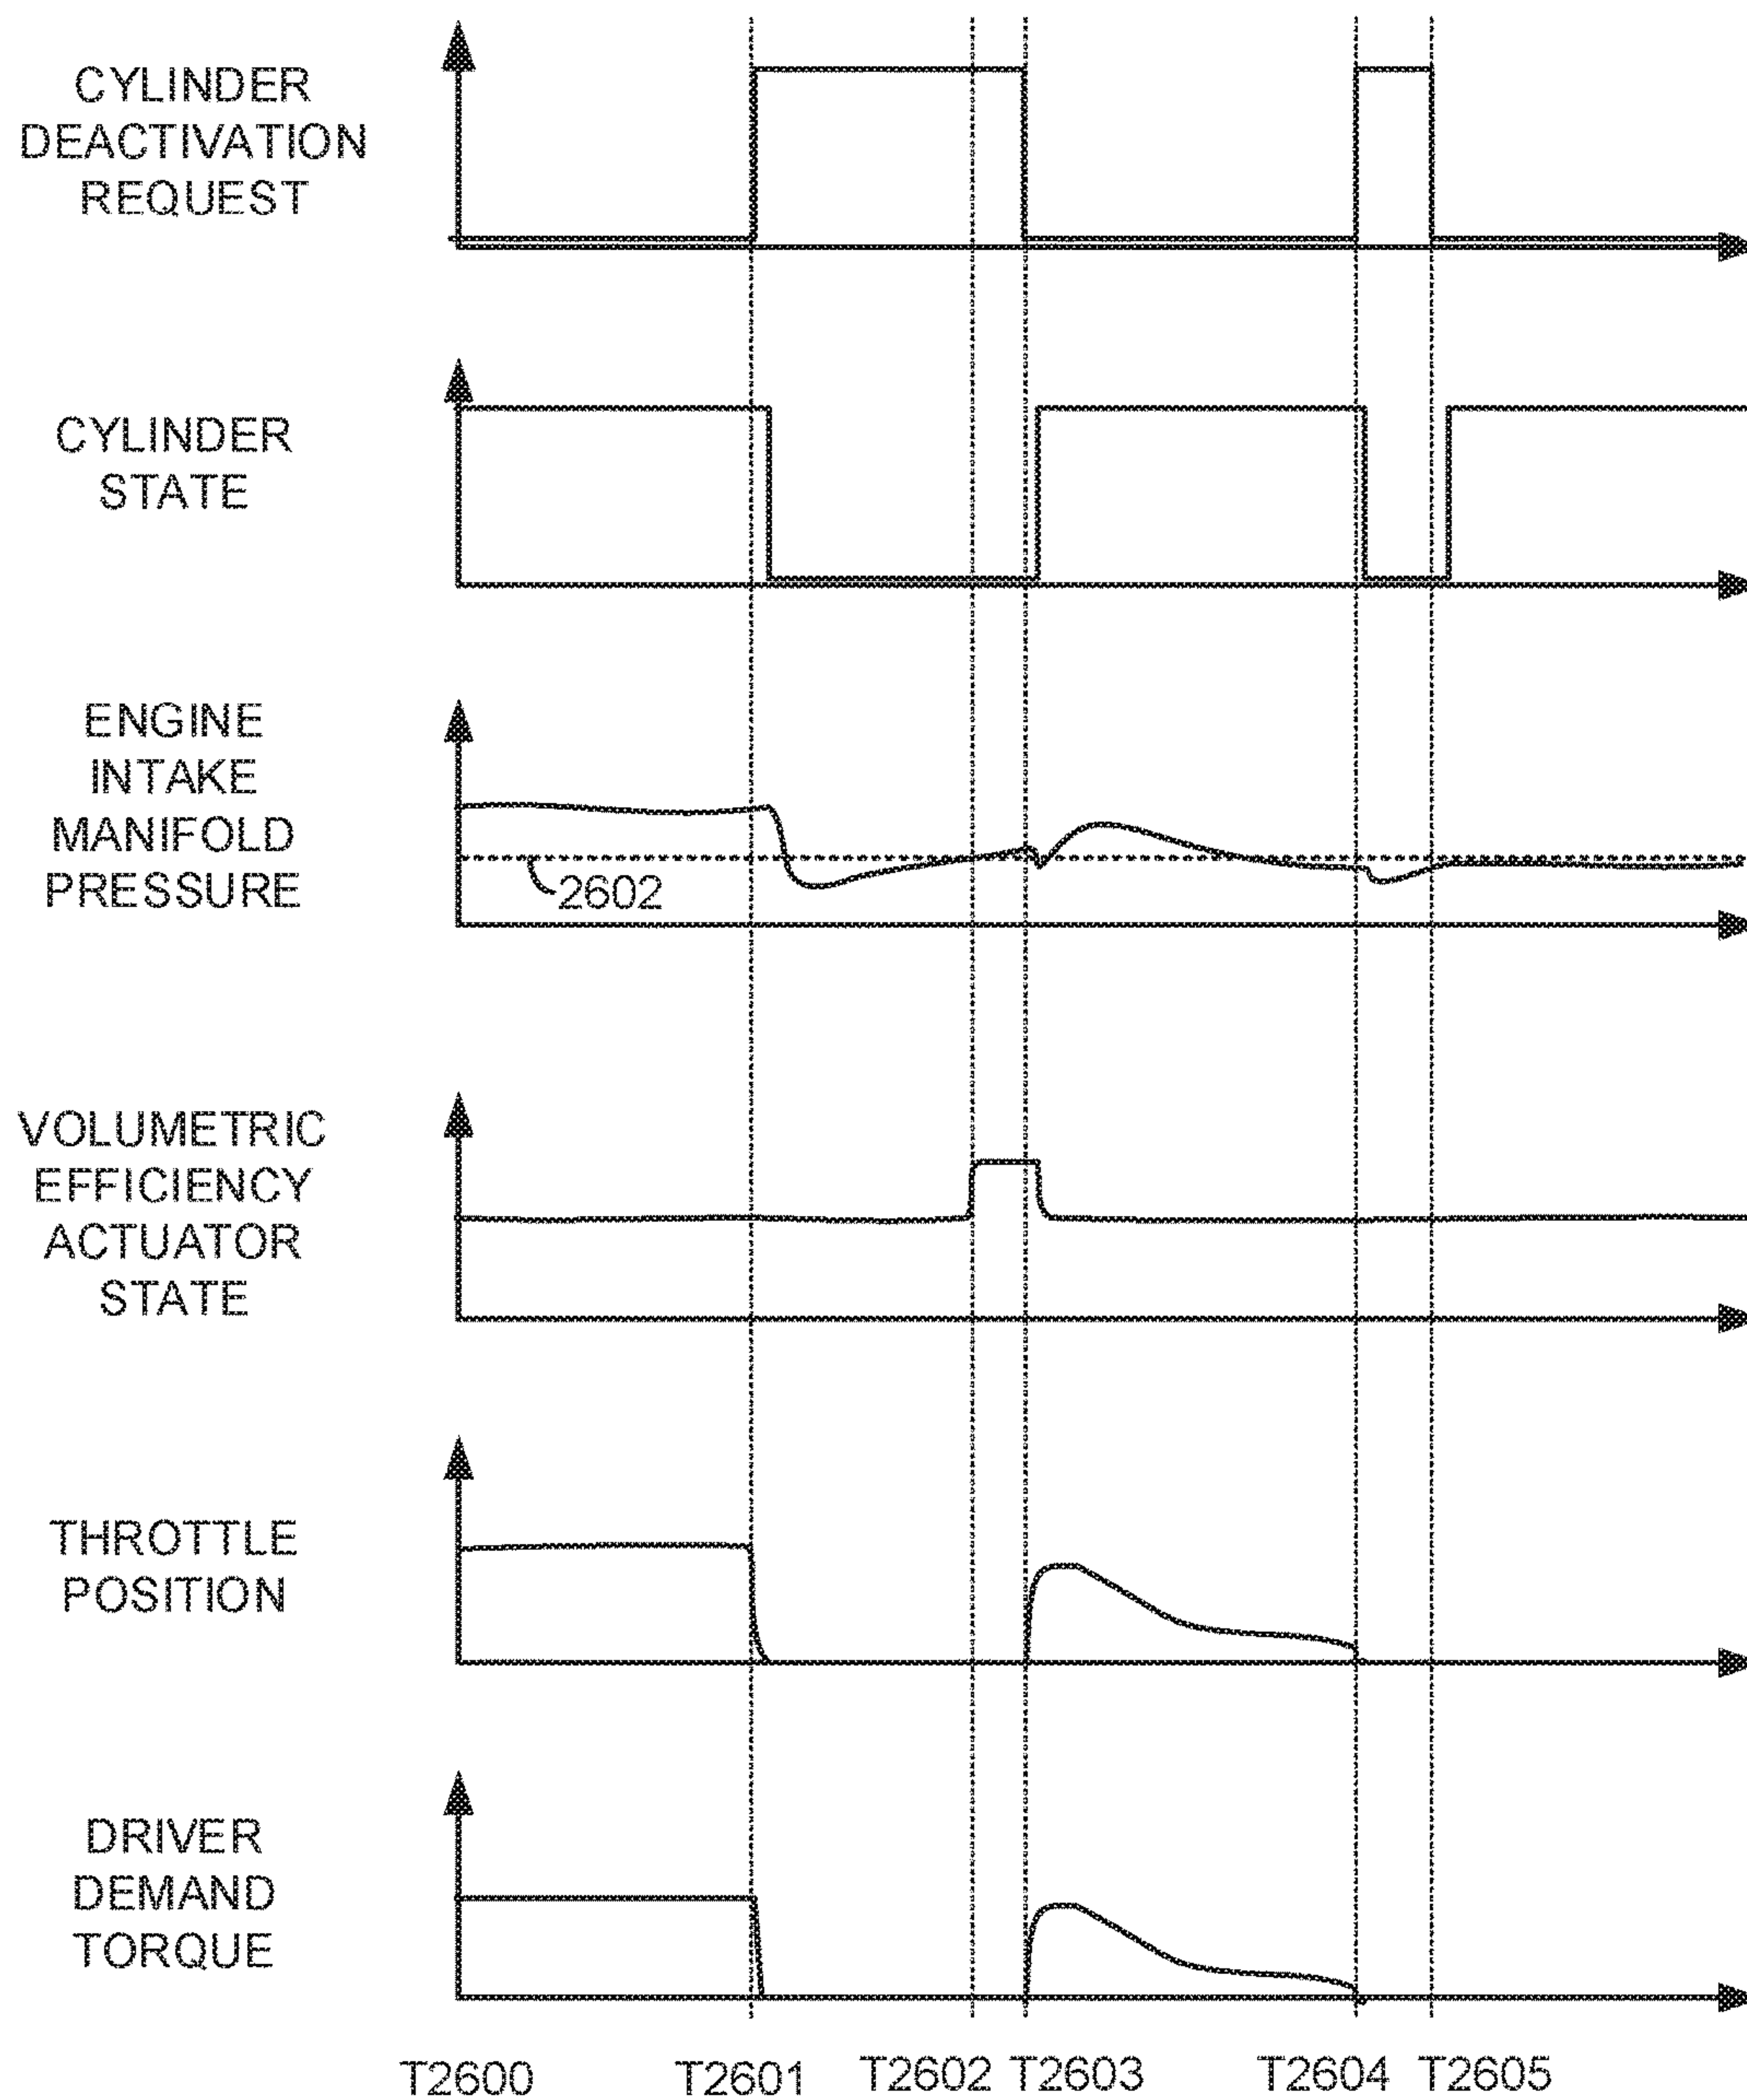 CYLINDER
DEACTIVATION
REQUEST
CYLINDER
STATE
ENGINE
INTAKE
MANIFOLD
PRESSURE
2602
VOLUMETRIC
EFFICIENCY
ACTUATOR
STATE
THROTTLE
POSITION
DRIVER
DEMAND
TORQUE
T2600 T2601 T2602 T2603 T2604 T2605